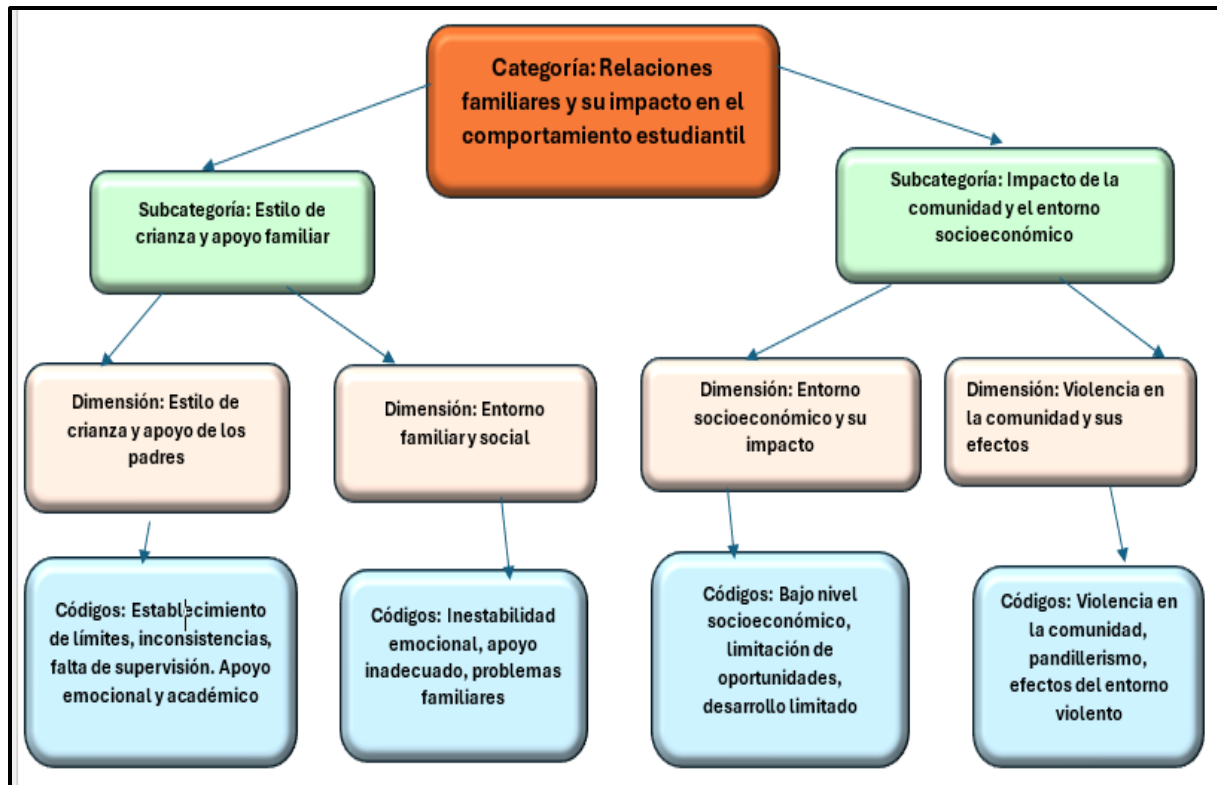 Categoría: Relaciones
familiares y su impacto en el
comportamiento estudiantil
Subcategoría: Estilo de
crianza y apoyo familiar
Subcategoría: Impacto de la
comunidad y el entorno
socioeconómico
Dimensión: Estilo de
crianza y apoyo de los
padres
Dimensión: Entorno
familiar y social
Dimensión: Entorno
socioeconómico y su
impacto
Dimensión: Violencia en
la comunidad y sus
efectos
Códigos: Establecimiento
de límites, inconsistencias,
falta de supervisión. Apoyo
emocional y académico
Códigos: Inestabilidad
emocional, apoyo
inadecuado, problemas
familiares
Códigos: Bajo nivel
socioeconómico,
limitación de
oportunidades,
desarrollo limitado
Códigos: Violencia en
la comunidad,
pandillerismo,
efectos del entorno
violento